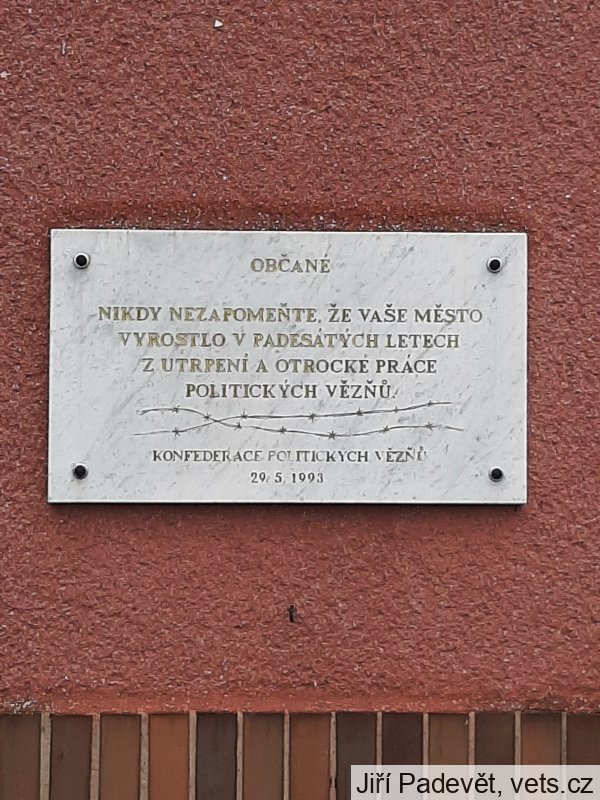 OBČANÉ
NIKDY NEZAPOMEŇTE, ŽE VAŠE MĚSTO
VYROSTLO V PADESÁTÝCH LETECH
Z UTRPENÍ A OTROCKÉ PRÁCE
POLITICKÝCH VĚZŇŮ.
KONFEDERACE POLITICKÝCH VĚZŇŮ
29. 5. 1993
Jiří Padevět, vets.cz